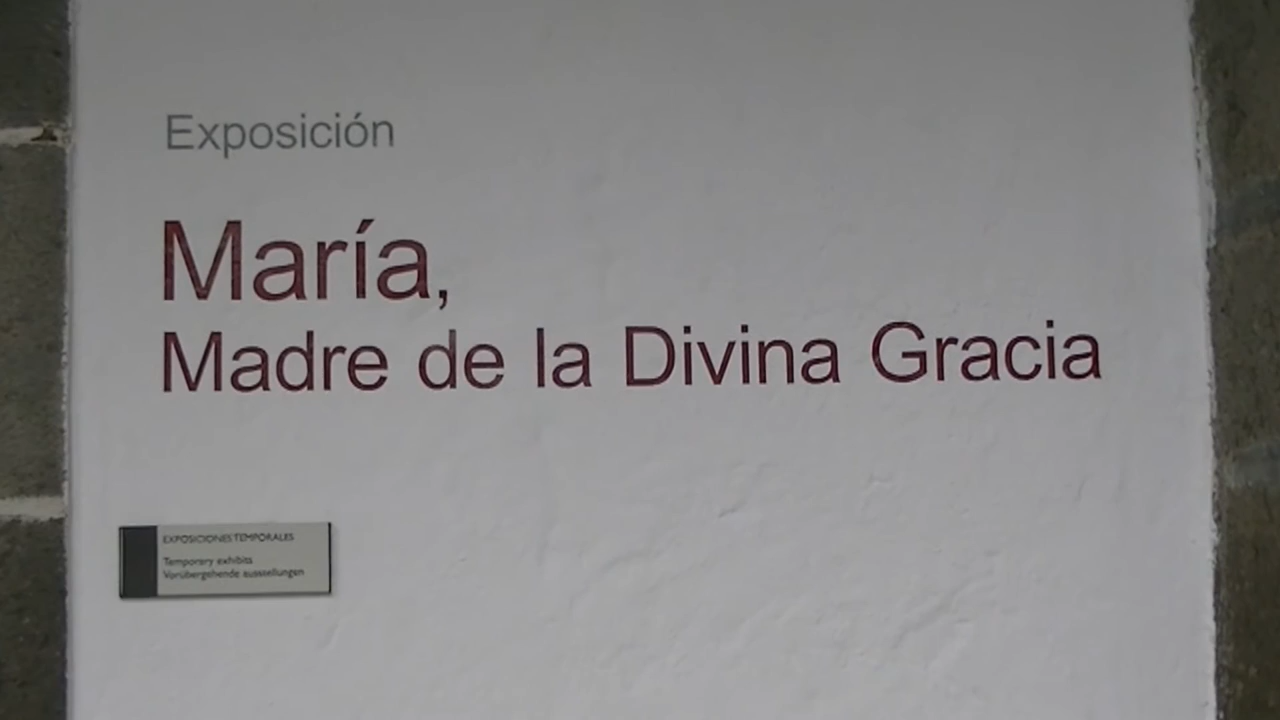 Exposición
María,
Madre de la Divina Gracia
EXPOSICIONES TEMPORALES
Temporary exhibits
Vorübergehende ausstellungen